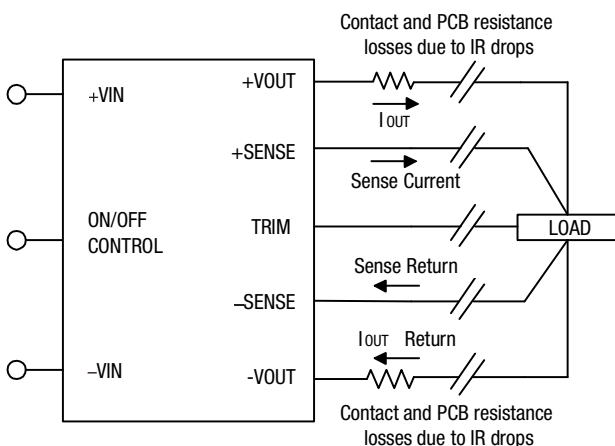 Contact and PCB resistance
losses due to IR drops
+VOUT
+VIN
IOUT
+SENSE
Sense Current
ON/OFF
CONTROL
TRIM
LOAD
Sense Return
–SENSE
IOUT Return
–VIN
-VOUT
Contact and PCB resistance
losses due to IR drops